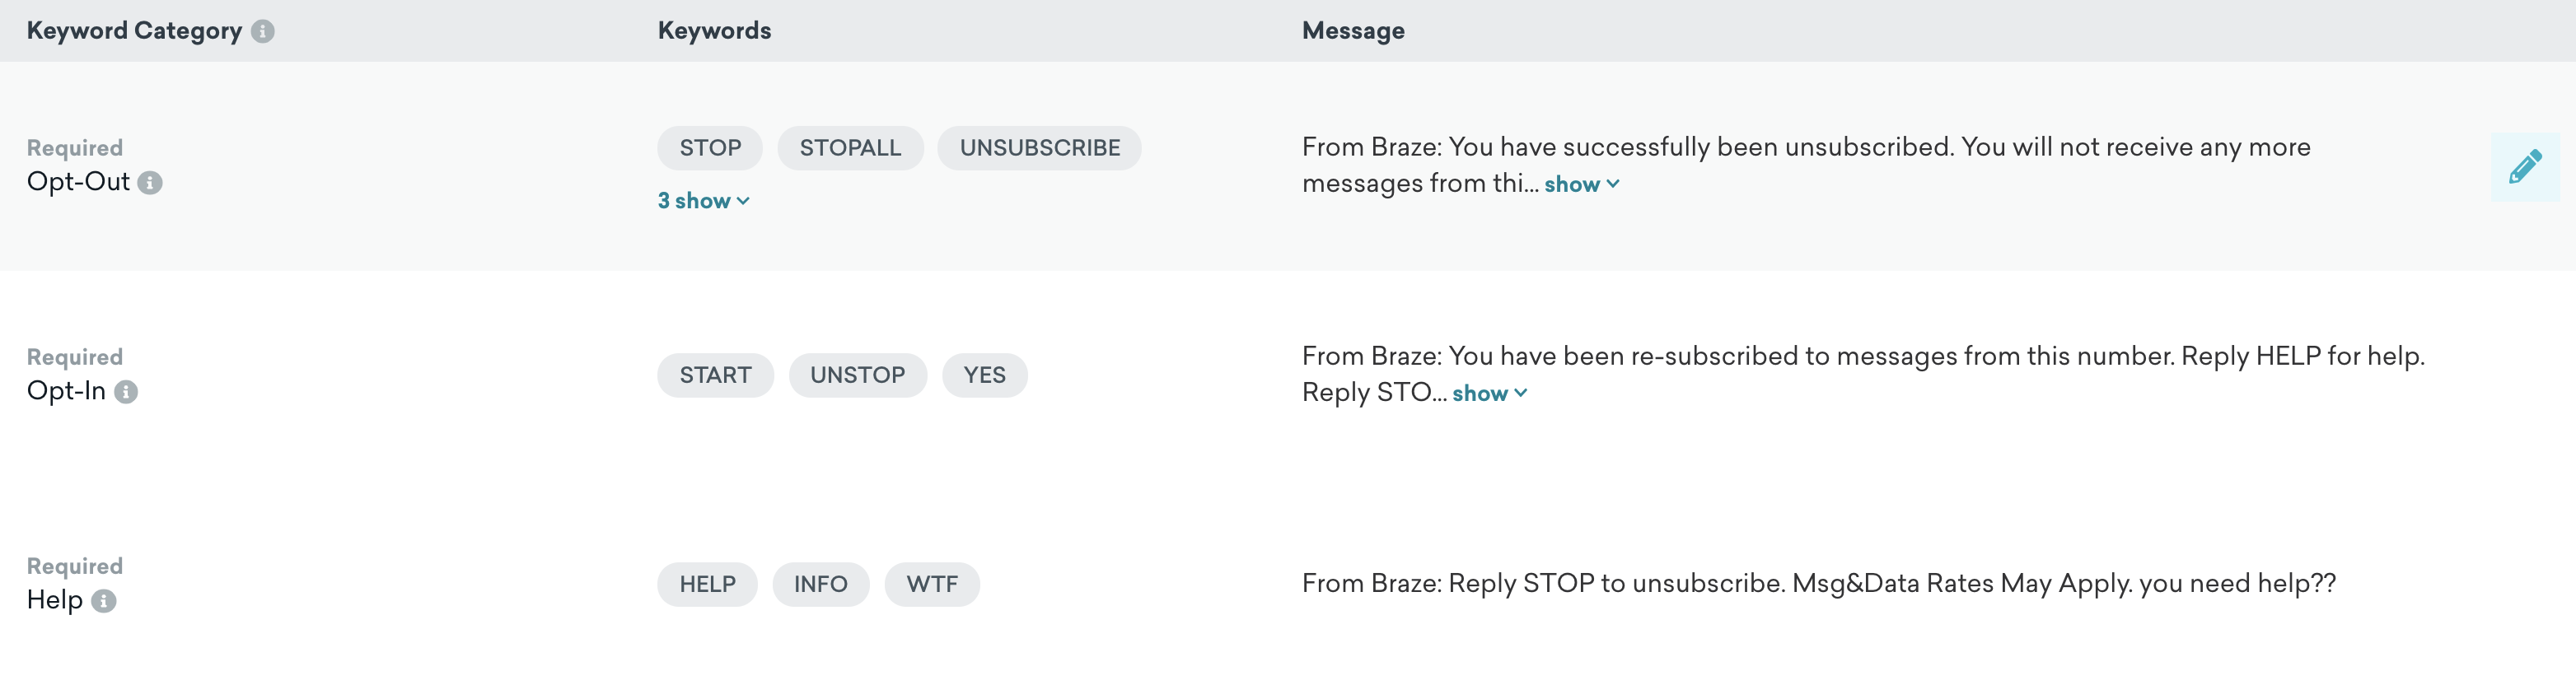 Keyword Category Keywords Message
Required
Opt-Out
STOP STOPALL UNSUBSCRIBE
3 show
From Braze: You have successfully been unsubscribed. You will not receive any more
messages from thi... show
Required
Opt-In
START UNSTOP YES
From Braze: You have been re-subscribed to messages from this number. Reply HELP for help.
Reply STO... show
Required
Help
HELP INFO WTF
From Braze: Reply STOP to unsubscribe. Msg&Data Rates May Apply. you need help??